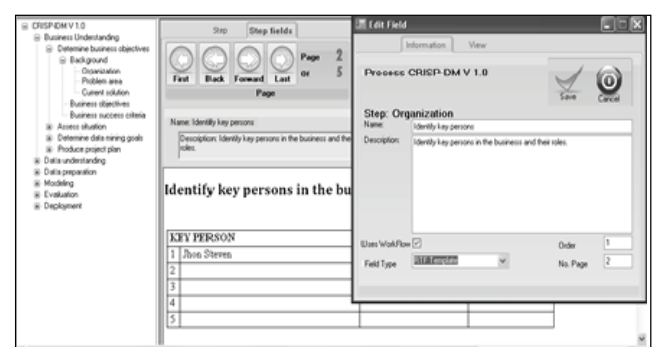 CRISP-DM V 1.0
Business Understanding
Determine business objectives
Background
Organization
Problem area
Current solution
Business objectives
Business success criteria
Assess situation
Determine data mining goals
Produce project plan
Data understanding
Data preparation
Modeling
Evaluation
Deployment
Step
Step fields
First
Back
Forward
Last
Page 2
or 5
Page
Name: Identify key persons
Description: Identify key persons in the business and the
roles.
Identify key persons in the bu
KEY PERSON
1 Jhon Steven
2
3
4
5
Edit Field
Information
View
Process CRISP-DM V 1.0
Save
Cancel
Step: Organization
Name: Identify key persons
Description: Identify key persons in the business and their roles.
Uses WorkFlow
Order 1
Field Type RTF Template
No. Page 2